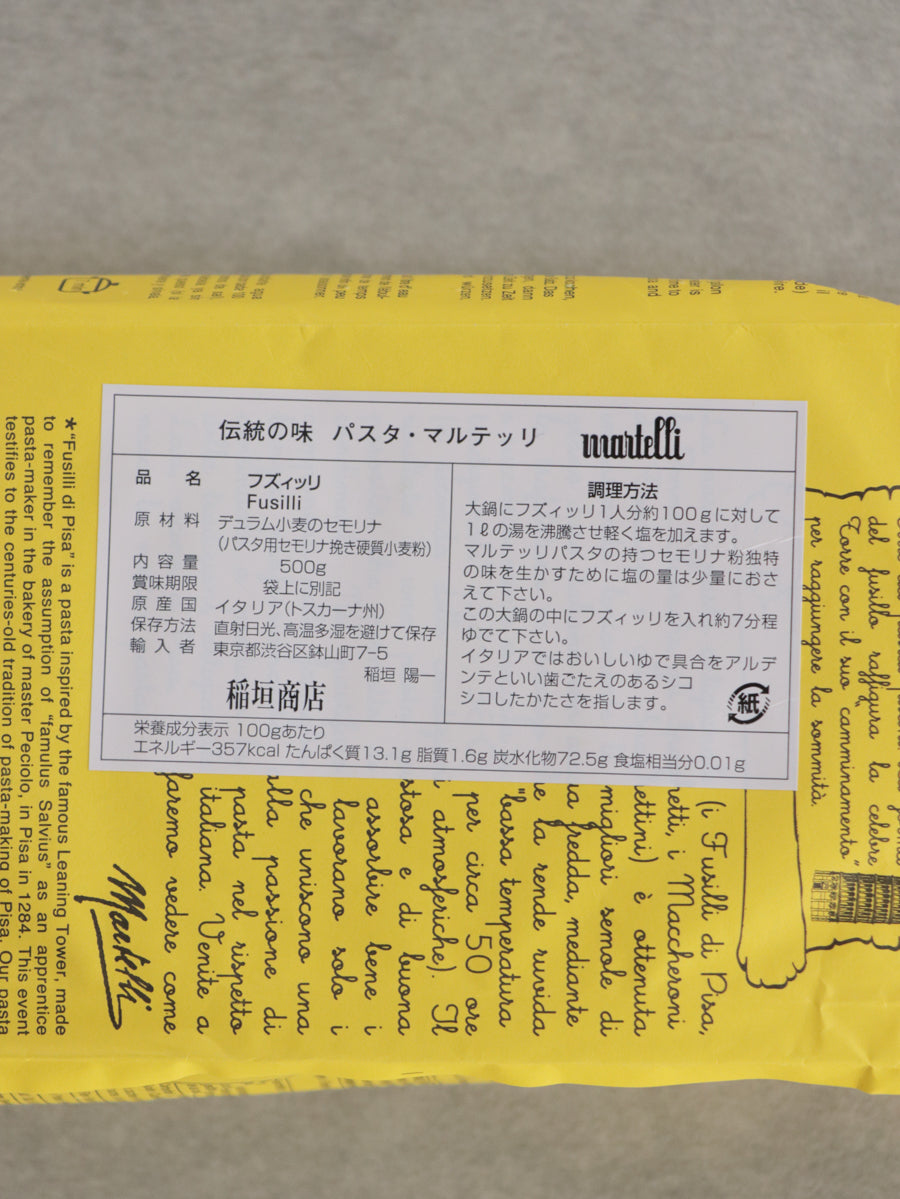 伝統の味 パスタ・マルテッリ martelli
品名 フズィッリ
Fusilli
原材料 デュラム小麦のセモリナ
(パスタ用セモリナ挽き硬質小麦粉)
内容量 500g
賞味期限 袋上に別記
原産国 イタリア(トスカーナ州)
保存方法 直射日光、高温多湿を避けて保存
輸入者 東京都渋谷区鉢山町7-5
稲垣 陽一
稲垣商店
調理方法
大鍋にフズィッリ1人分約100gに対して
1ℓの湯を沸騰させ軽く塩を加えます。
マルテッリパスタの持つセモリナ粉独特
の味を生かすために塩の量は少量におさ
えて下さい。
この大鍋の中にフズィッリを入れ約7分程
ゆでて下さい。
イタリアではおいしいゆで具合をアルデ
ンテといい歯ごたえのあるシコ
シコしたかたさを指します。
紙
栄養成分表示 100gあたり
エネルギー357kcal たんぱく質13.1g 脂質1.6g 炭水化物72.5g 食塩相当分0.01g
del fusillo raffigura la celebre
Torre con il suo camminamento"
per raggiungere la sommità.
(i Fusilli di Pisa,
i Maccheroni
è ottenuta
migliori semole di
fredda, mediante
e la rende ruvida
"bassa temperatura
per circa 50 ore
atmosferiche). Il
e di buona
assorbire bene i
lavorano solo i
che uniscono una
alla passione di
pasta nel rispetto
italiana. Venite a
faremo vedere come
Martelli
★"Fusilli di Pisa" is a pasta inspired by the famous Leaning Tower, made
to remember the assumption of "famulus Salvius" as an apprentice
pasta-maker in the bakery of master Peciolo, in Pisa in 1284. This event
testifies to the centuries-old tradition of pasta-making of Pisa. Our pasta